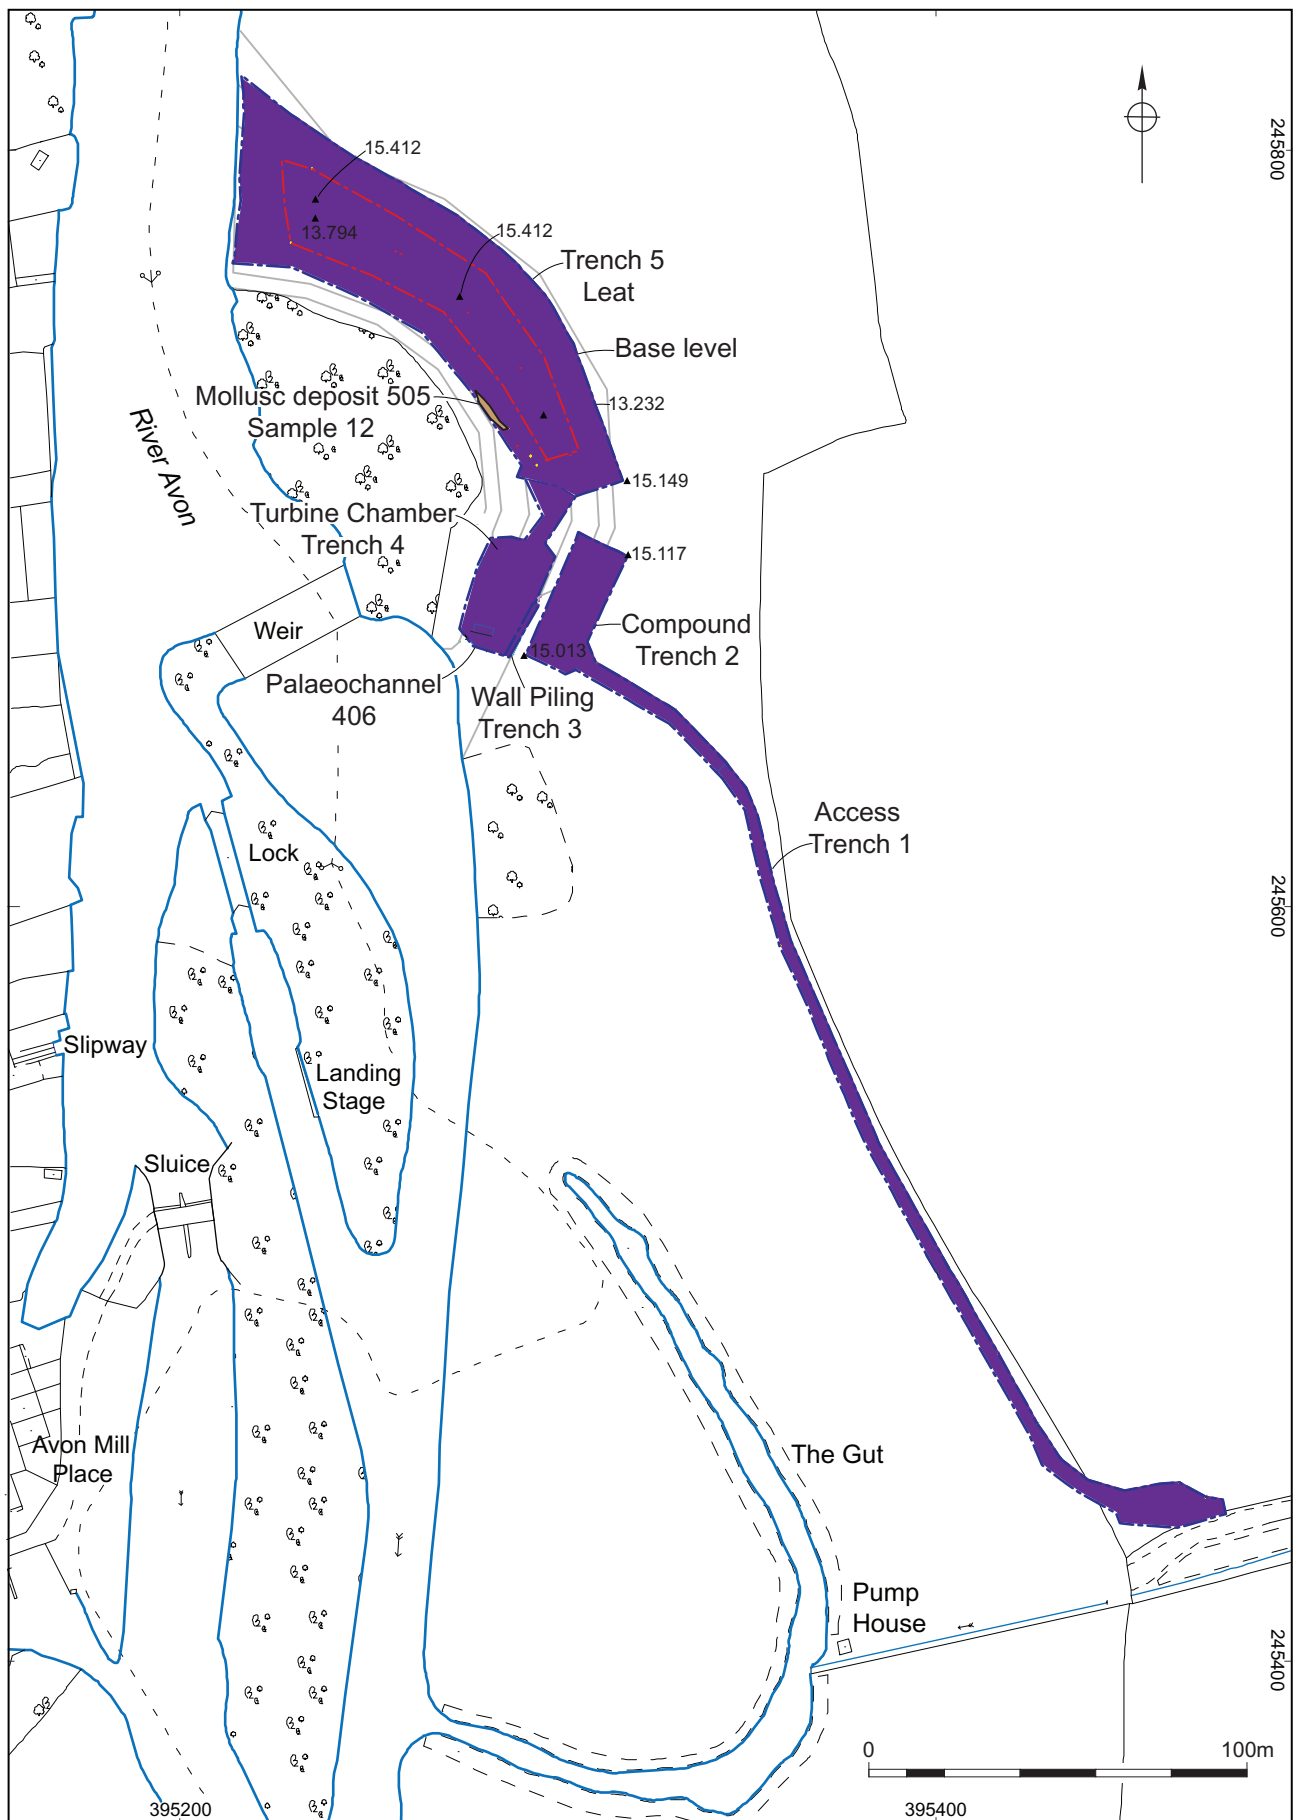 245800
15.412
13.794
15.412
Trench 5
Leat
Base level
Mollusc deposit 505
Sample 12
13.232
River Avon
15.149
Turbine Chamber
Trench 4
15.117
Weir
Compound
Trench 2
15.013
Palaeochannel
406
Wall Piling
Trench 3
Access
Trench 1
Lock
245600
Slipway
Landing
Stage
Sluice
Avon Mill
Place
The Gut
Pump
House
245400
0
100m
395200
395400